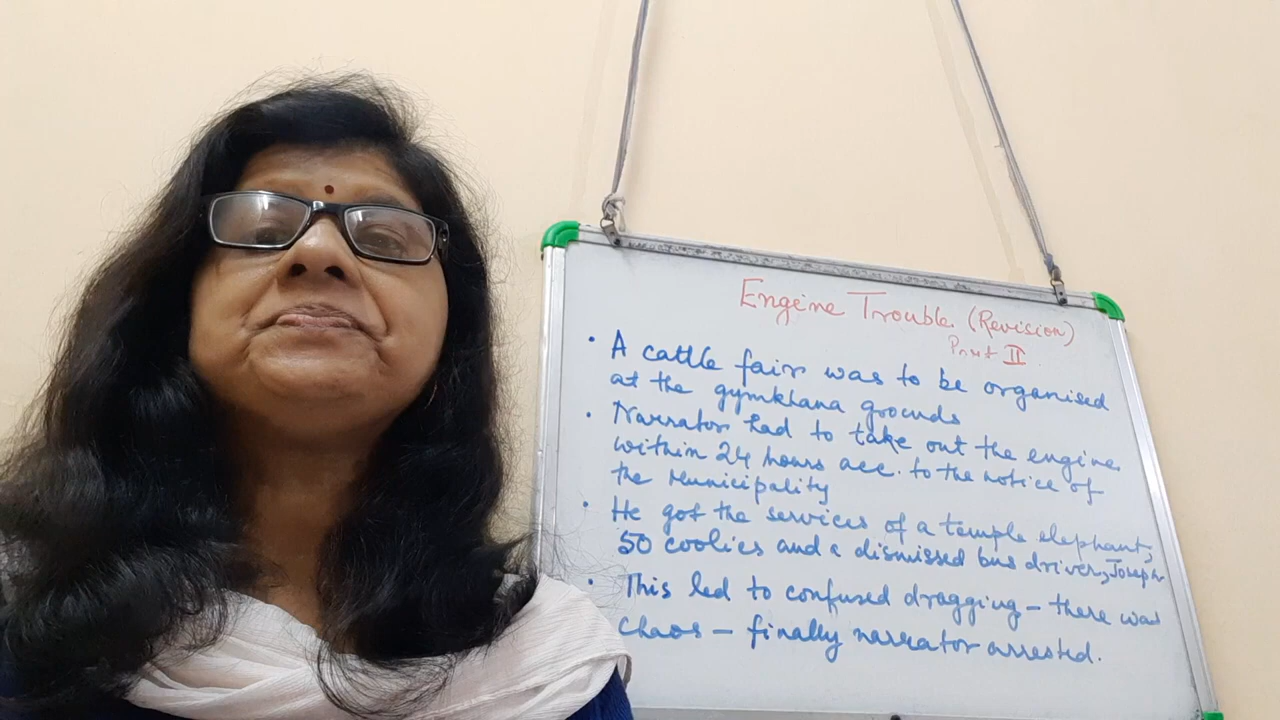 Engine Trouble (Revision)
Part II
• A cattle fair was to be organised
at the gymkhana grounds
• Narrator had to take out the engine
within 24 hours acc. to the notice of
the Municipality
• He got the services of a temple elephant,
50 coolies and a dismissed bus driver, Joseph
• This led to confused dragging – there was
chaos – finally narrator arrested.